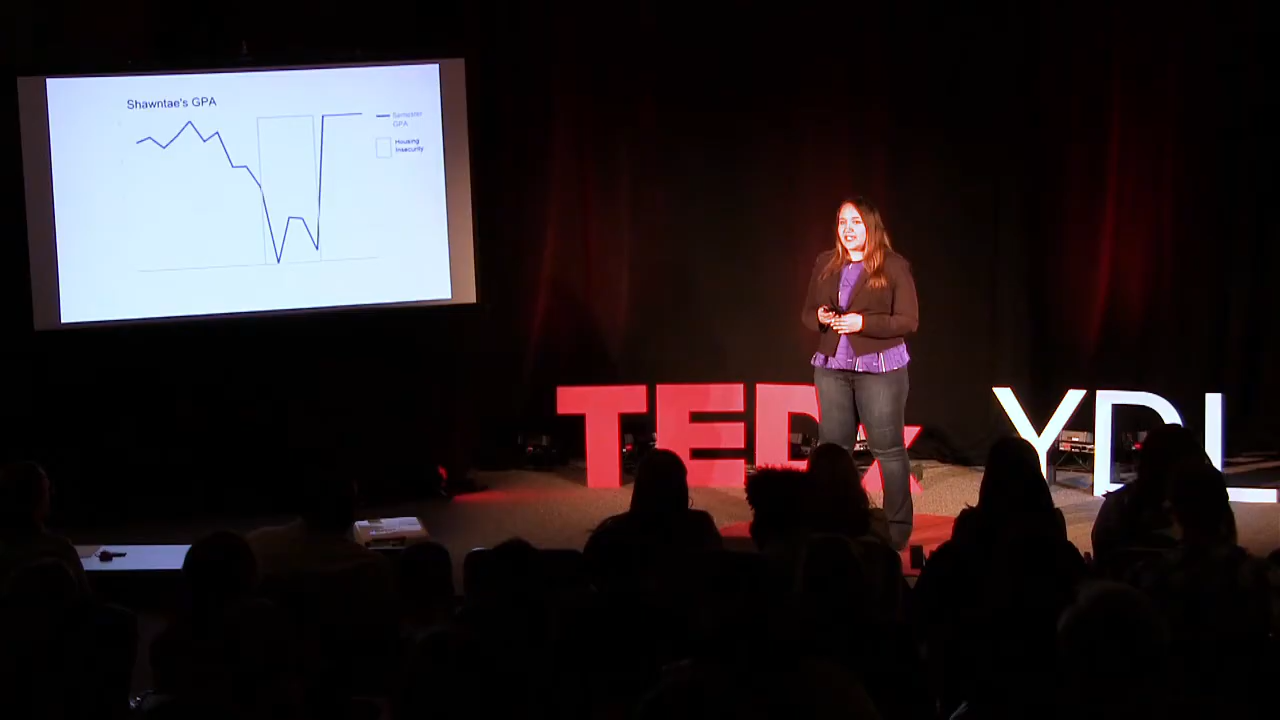 Shawntae's GPA
Semester
GPA
Housing
Insecurity
TEDx YDL